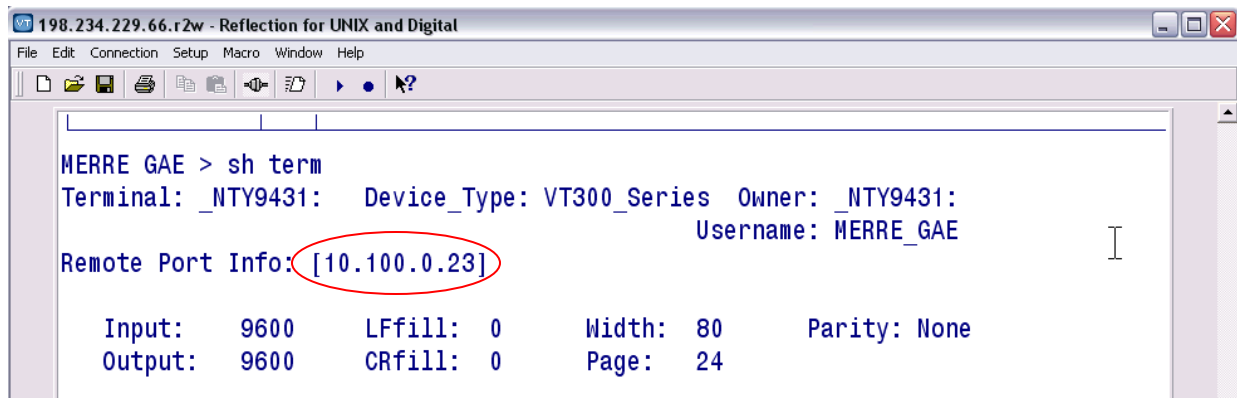 198.234.229.66.r2w - Reflection for UNIX and Digital
File Edit Connection Setup Macro Window Help
MERRE GAE > sh term
Terminal: _NTY9431: Device_Type: VT300_Series Owner: _NTY9431:
Username: MERRE_GAE
Remote Port Info: [10.100.0.23]
Input: 9600 LFfill: 0 Width: 80 Parity: None
Output: 9600 CRfill: 0 Page: 24